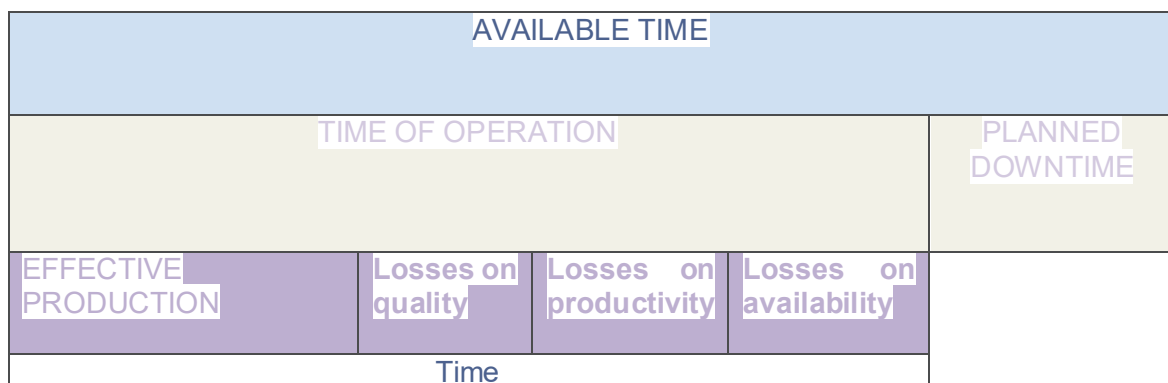 AVAILABLE TIME
TIME OF OPERATION
PLANNED
DOWNTIME
EFFECTIVE
PRODUCTION
Losses on
quality
Losses on
productivity
Losses on
availability
Time